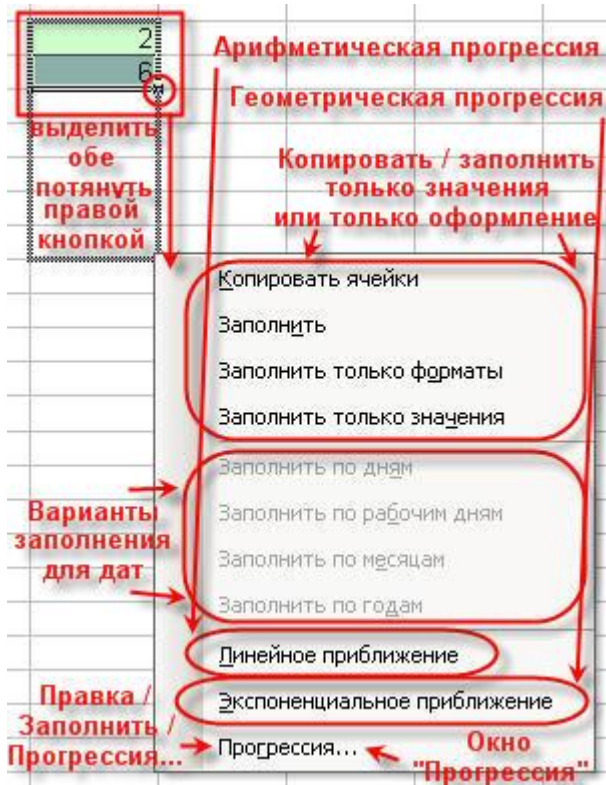 2
Арифметическая прогрессия
6
Геометрическая прогрессия
выделить
обе
потянуть
правой
кнопкой
Копировать / заполнить
только значения
или только оформление
Копировать ячейки
Заполнить
Заполнить только форматы
Заполнить только значения
Заполнить по дням
Заполнить по рабочим дням
Заполнить по месяцам
Заполнить по годам
Варианты
заполнения
для дат
Линейное приближение
Экспоненциальное приближение
Прогрессия...
Правка /
Заполнить /
Прогрессия...
Окно
"Прогрессия"